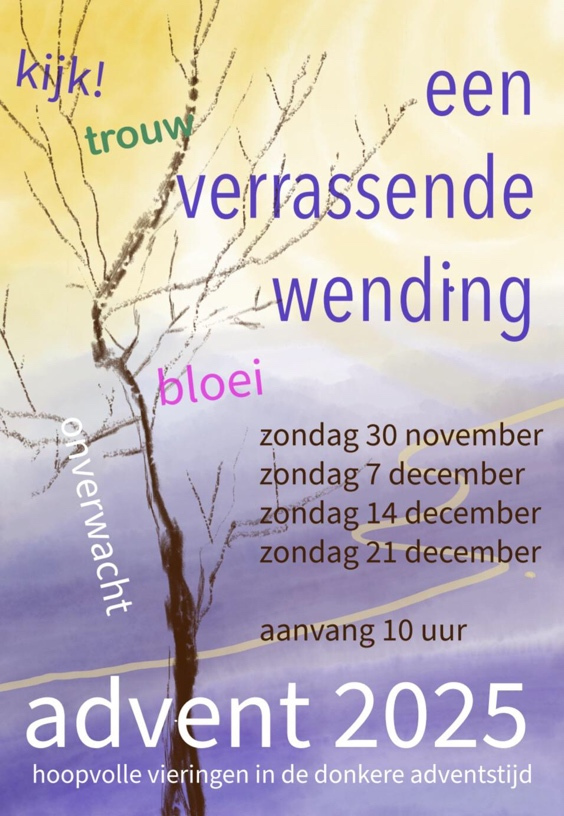 kijk!
trouw
een
verrassende
wending
bloei
onverwacht
zondag 30 november
zondag 7 december
zondag 14 december
zondag 21 december
aanvang 10 uur
advent 2025
hoopvolle vieringen in de donkere adventstijd